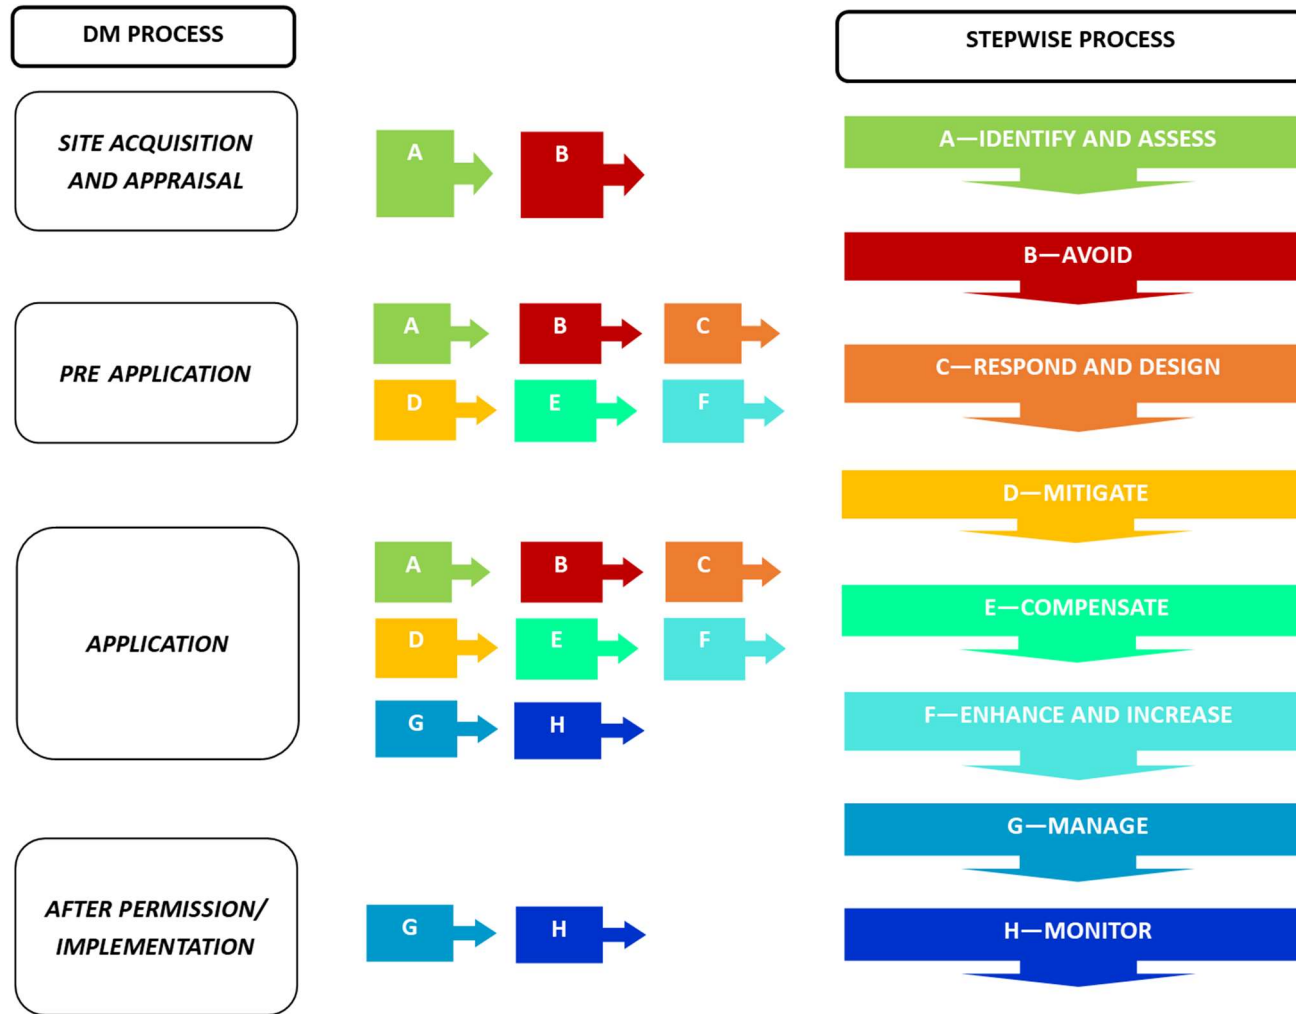 DM PROCESS
STEPWISE PROCESS
SITE ACQUISITION
AND APPRAISAL
A
B
A—IDENTIFY AND ASSESS
B—AVOID
PRE APPLICATION
A
B
C
D
E
F
C—RESPOND AND DESIGN
D—MITIGATE
APPLICATION
A
B
C
D
E
F
G
H
E—COMPENSATE
F—ENHANCE AND INCREASE
G—MANAGE
AFTER PERMISSION/
IMPLEMENTATION
G
H
H—MONITOR